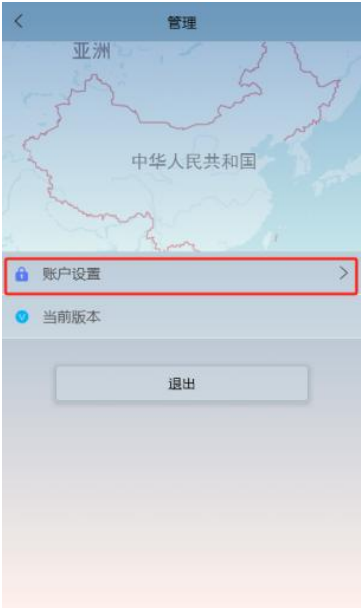 管理
亚洲
中华人民共和国
账户设置
当前版本
退出